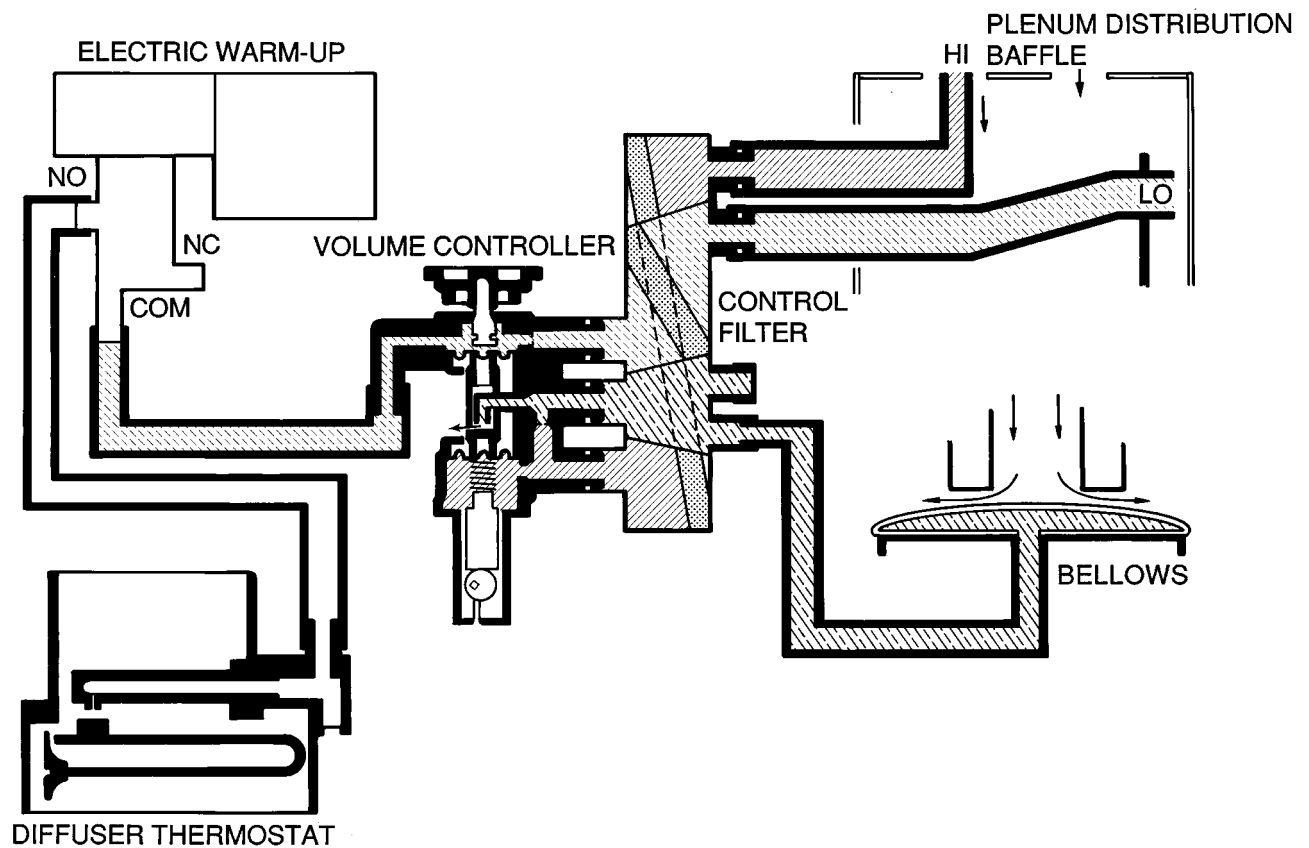 PLENUM DISTRIBUTION
BAFFLE
HI
ELECTRIC WARM-UP
NO
LO
NC
VOLUME CONTROLLER
COM
CONTROL
FILTER
BELLOWS
DIFFUSER THERMOSTAT